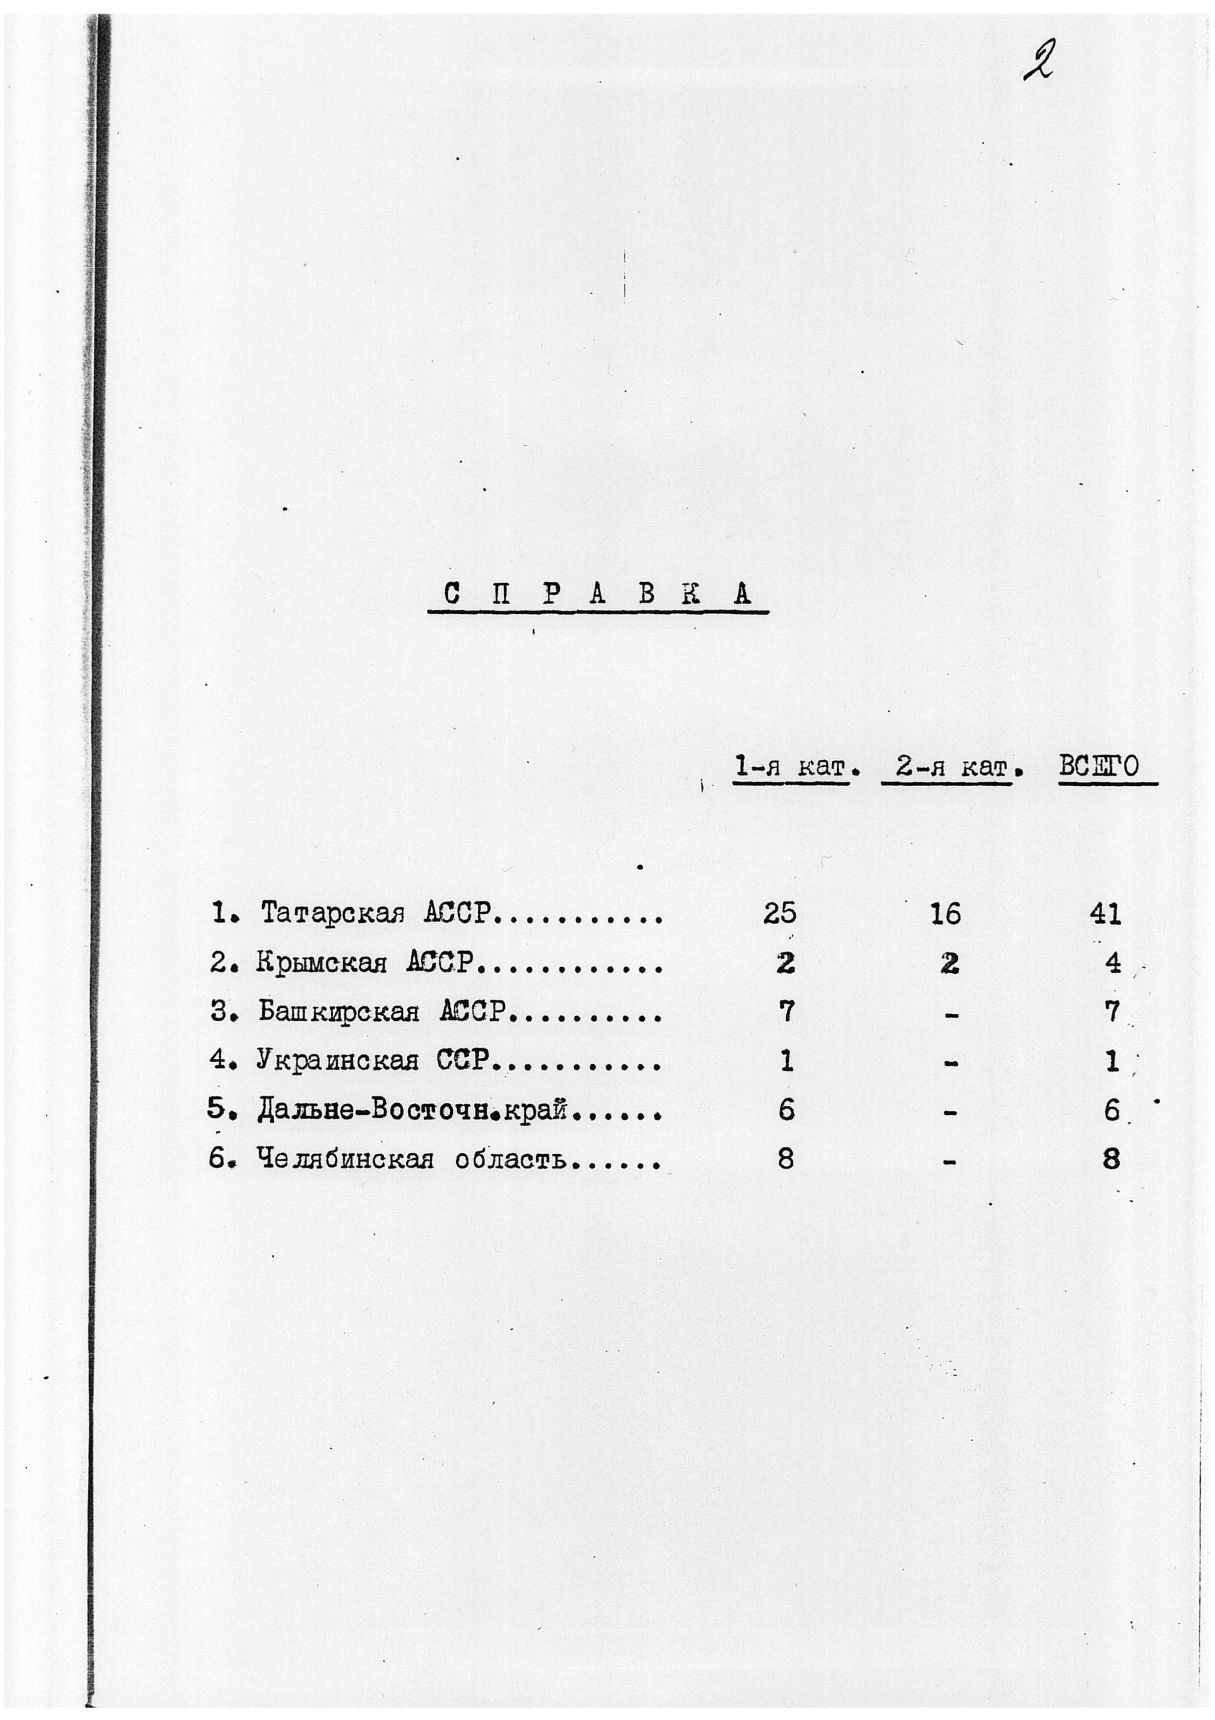 2
С П Р А В К А
1-я кат. 2-я кат. ВСЕГО
1. Татарская АССР........... 25 16 41
2. Крымская АССР............ 2 2 4
3. Башкирская АССР.......... 7 - 7
4. Украинская ССР........... 1 - 1
5. Дальне-Восточн.край...... 6 - 6
6. Челябинская область...... 8 - 8